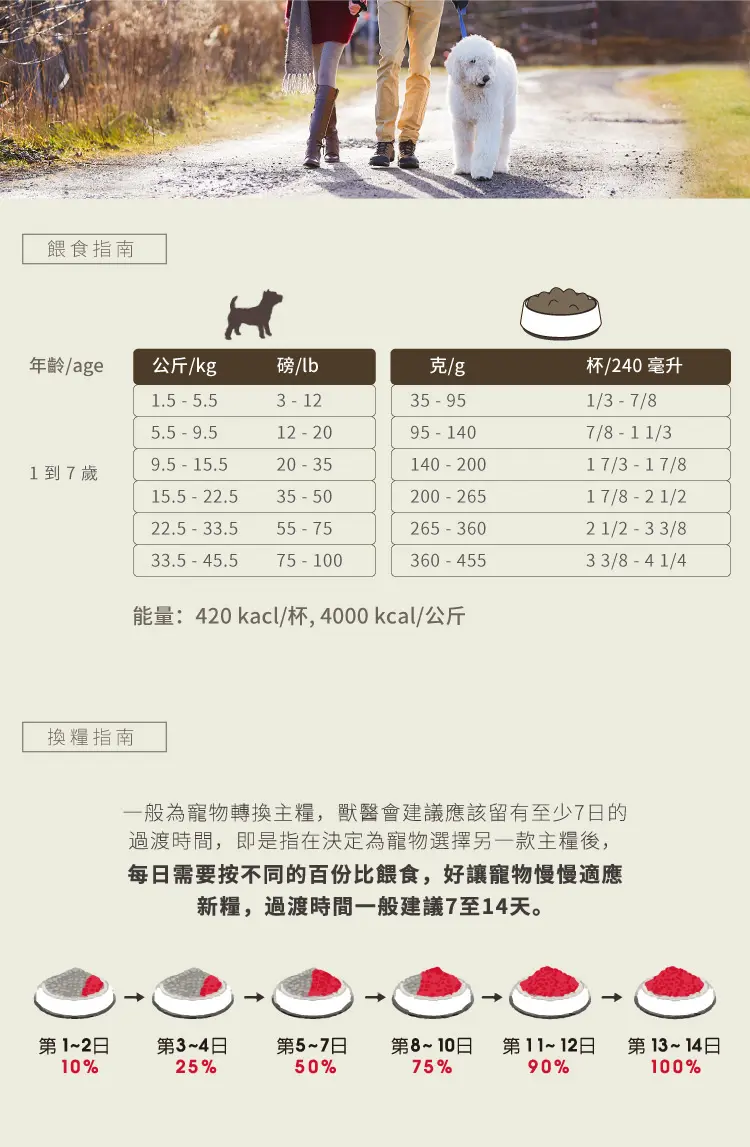 餵食指南
年齡/age 公斤/kg 磅/lb 克/g 杯/240 毫升
1.5 - 5.5 3 - 12 35 - 95 1/3 - 7/8
5.5 - 9.5 12 - 20 95 - 140 7/8 - 1 1/3
9.5 - 15.5 20 - 35 140 - 200 1 7/3 - 1 7/8
1 到 7 歲
15.5 - 22.5 35 - 50 200 - 265 1 7/8 - 2 1/2
22.5 - 33.5 55 - 75 265 - 360 2 1/2 - 3 3/8
33.5 - 45.5 75 - 100 360 - 455 3 3/8 - 4 1/4
能量：420 kacl/杯, 4000 kcal/公斤
換糧指南
一般為寵物轉換主糧，獸醫會建議應該留有至少7日的
過渡時間，即是指在決定為寵物選擇另一款主糧後，
每日需要按不同的百份比餵食，好讓寵物慢慢適應
新糧，過渡時間一般建議7至14天。
第 1~2日 第3~4日 第5~7日 第8~ 10日 第 11~ 12日 第 13~ 14日
10% 25% 50% 75% 90% 100%